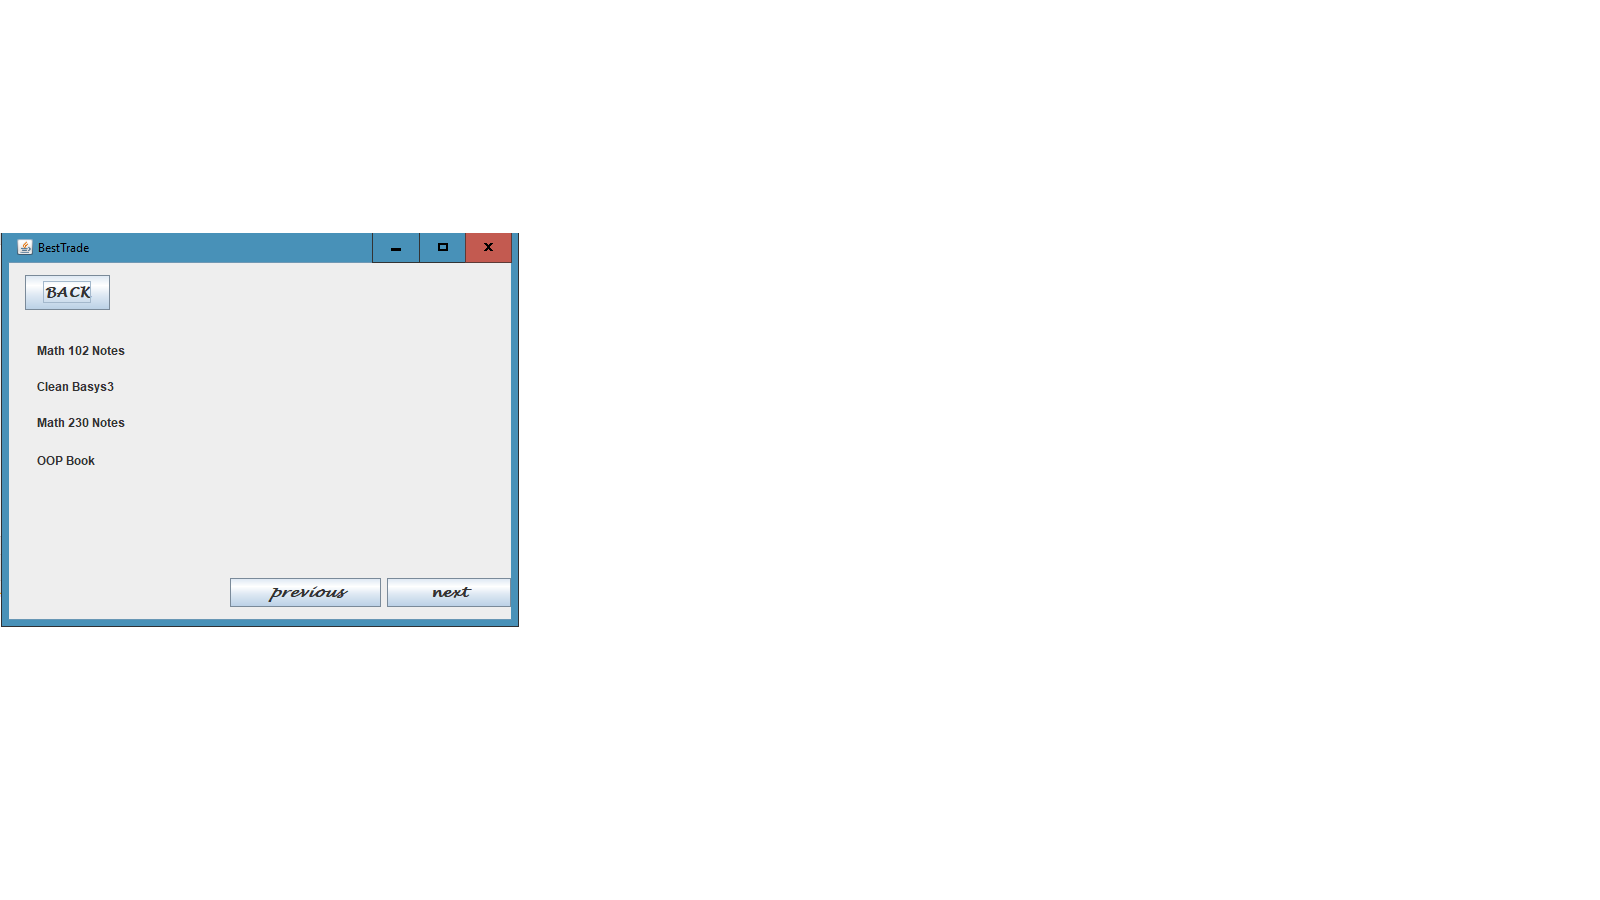 BestTrade
BACK
Math 102 Notes
Clean Basys3
Math 230 Notes
OOP Book
previous next